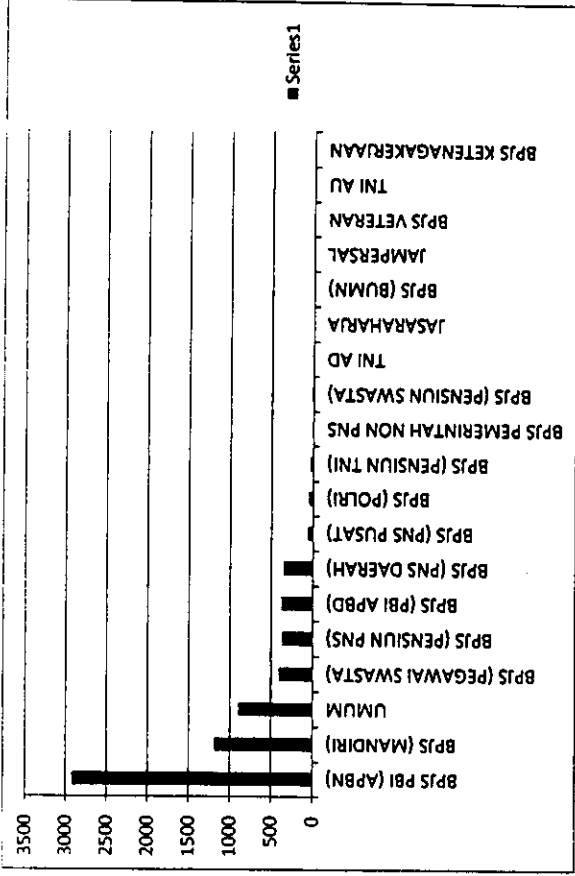 3500
3000
2500
2000
1500
1000
500
0
BPJS PBI (APBN)
BPJS (MANDIRI)
UMUM
BPJS (PEGAWAI SWASTA)
BPJS (PENSIUN PNS)
BPJS (PBI APBD)
BPJS (PNS DAERAH)
BPJS (PNS PUSAT)
BPJS (POLRI)
BPJS (PENSIUN TNI)
BPJS PEMERINTAH NON PNS
BPJS (PENSIUN SWASTA)
TNI AD
JASARAHARJA
BPJS (BUMN)
JAMPERSAL
BPJS VETERAN
TNI AU
BPJS KETENAGAKERJAAN
Series1